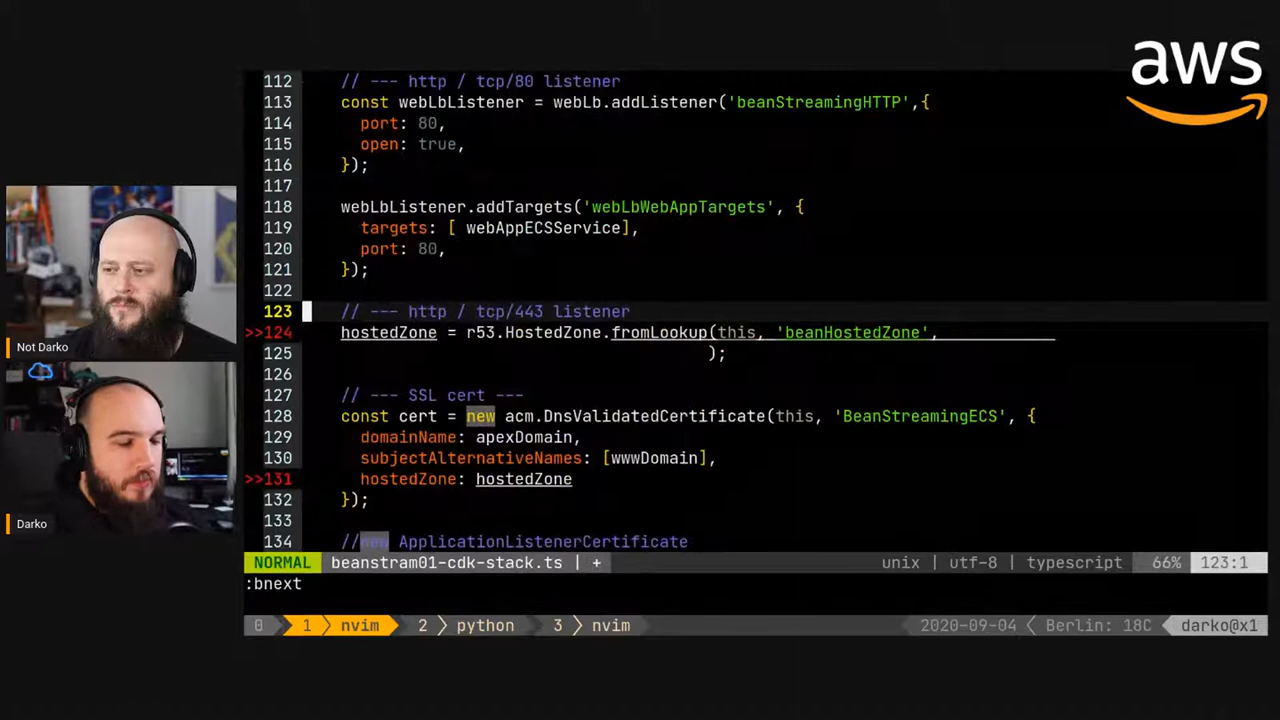 aws
112 // --- http / tcp/80 listener
113 const webLbListener = webLb.addListener('beanStreamingHTTP',{
114 port: 80,
115 open: true,
116 });
117
118 webLbListener.addTargets('webLbWebAppTargets', {
119 targets: [ webAppECSService],
120 port: 80,
121 });
122
123 // --- http / tcp/443 listener
>>124 hostedZone = r53.HostedZone.fromLookup(this, 'beanHostedZone',
125 );
126
127 // --- SSL cert ---
128 const cert = new acm.DnsValidatedCertificate(this, 'BeanStreamingECS', {
129 domainName: apexDomain,
130 subjectAlternativeNames: [wwwDomain],
>>131 hostedZone: hostedZone
132 });
133
134 //new ApplicationListenerCertificate
Not Darko
Darko
NORMAL beanstram01-cdk-stack.ts | + unix | utf-8 | typescript 66% 123:1
:bnext
0 1 nvim 2 python 3 nvim 2020-09-04 Berlin: 18C darko@x1